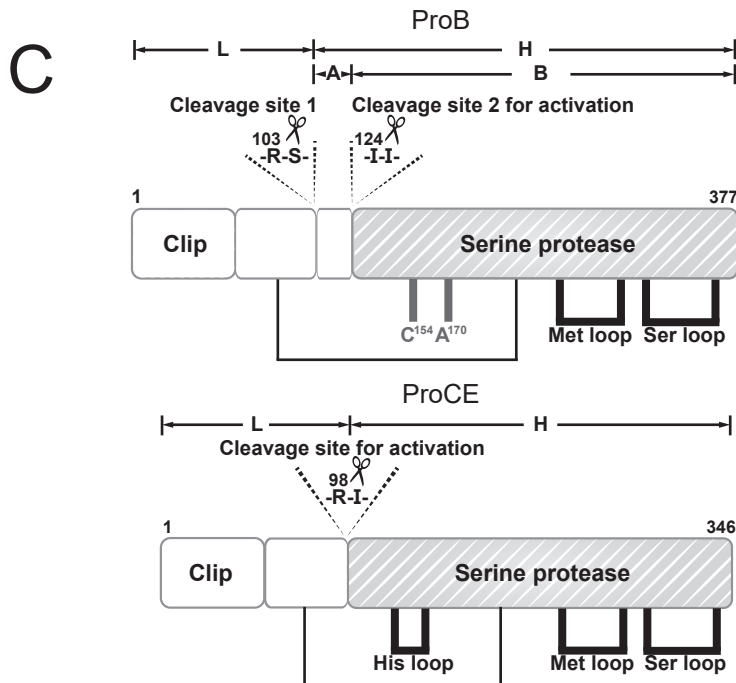 C
ProB
L H
A B
Cleavage site 1 Cleavage site 2 for activation
103 124
-R-S- -I-I-
1 377
Clip Serine protease
C154 A170 Met loop Ser loop
ProCE
L H
Cleavage site for activation
98
-R-I-
1 346
Clip Serine protease
His loop Met loop Ser loop